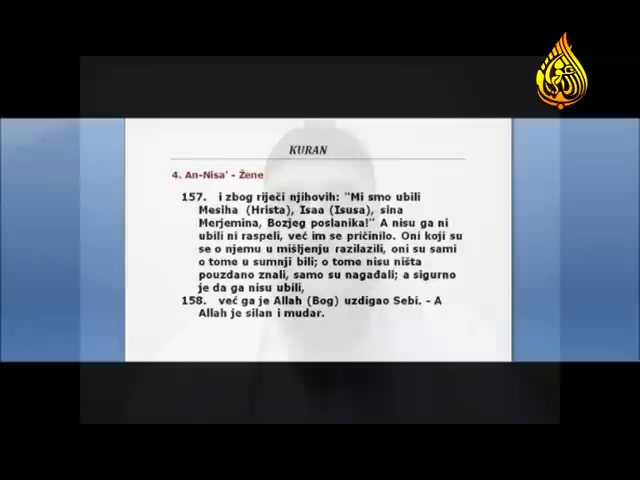 KURAN
4. An-Nisa' - Žene
157. i zbog riječi njihovih: "Mi smo ubili
Mesiha (Hrista), Isaa (Isusa), sina
Merjemina, Bozjeg poslanika!" A nisu ga ni
ubili ni raspeli, već im se pričinilo. Oni koji su
se o njemu u mišljenju razilazili, oni su sami
o tome u sumnji bili; o tome nisu ništa
pouzdano znali, samo su nagađali; a sigurno
je da ga nisu ubili,
158. već ga je Allah (Bog) uzdigao Sebi. - A
Allah je silan i mudar.